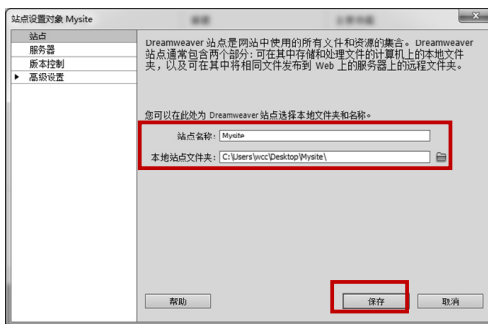 站点设置对象 Mysite
站点
服务器
版本控制
高级设置
Dreamweaver 站点是网站中使用的所有文件和资源的集合。Dreamweaver
站点通常包含两个部分:可在其中存储和处理文件的计算机上的本地文件
夹,以及可在其中将相同文件发布到 Web 上的服务器上的远程文件夹。
您可以在此处为 Dreamweaver 站点选择本地文件夹和名称。
站点名称: Mysite
本地站点文件夹: C:\Users\wcc\Desktop\Mysite\
帮助
保存
取消